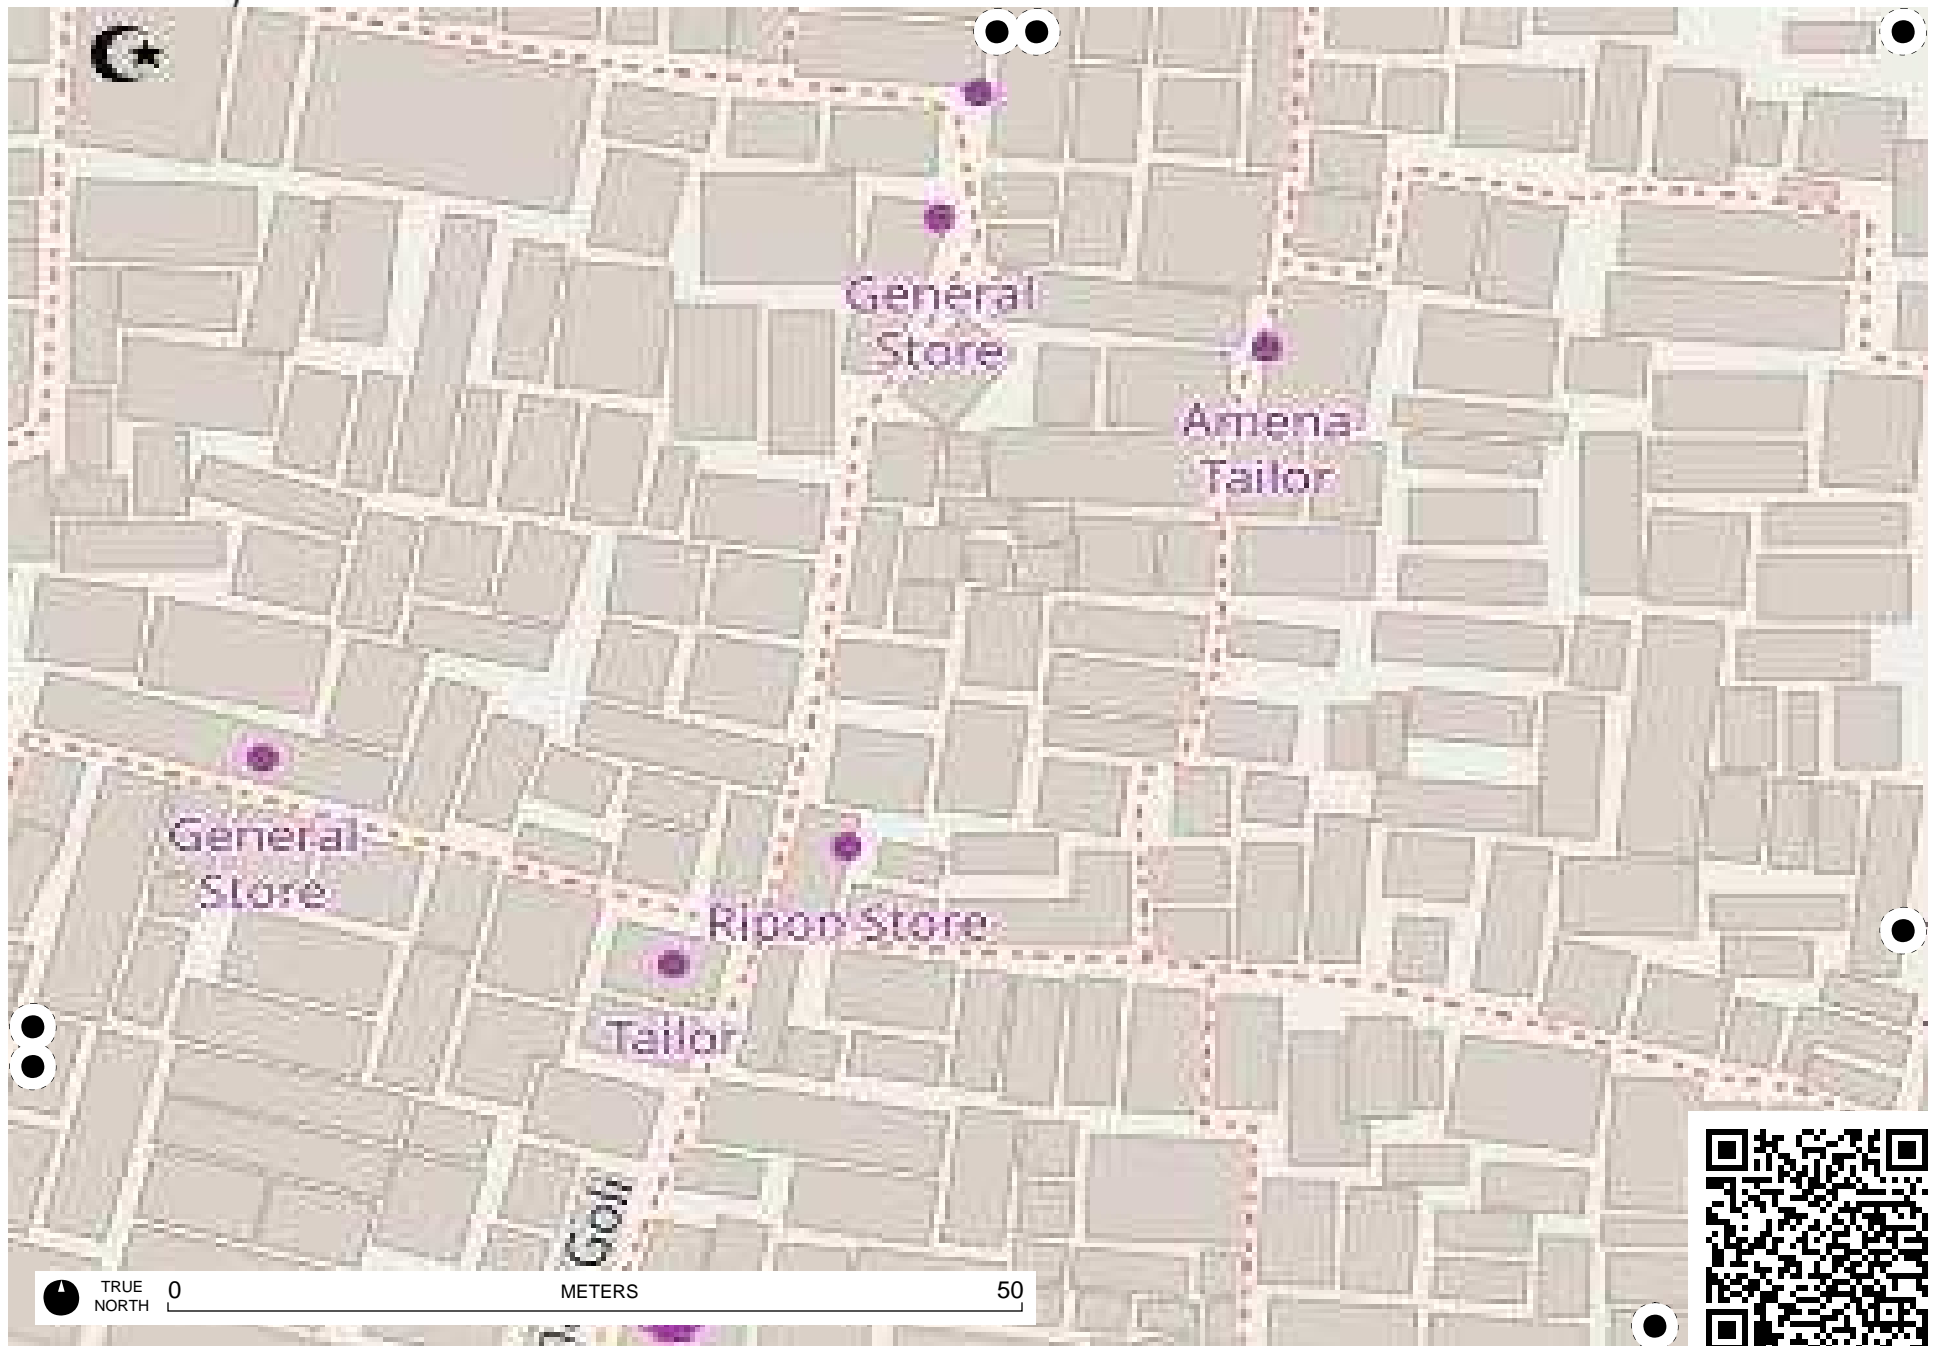 General
Store
Amena
Tailor
General
Store
Ripon Store
Tailor
Goli
TRUE
NORTH
0
METERS
50